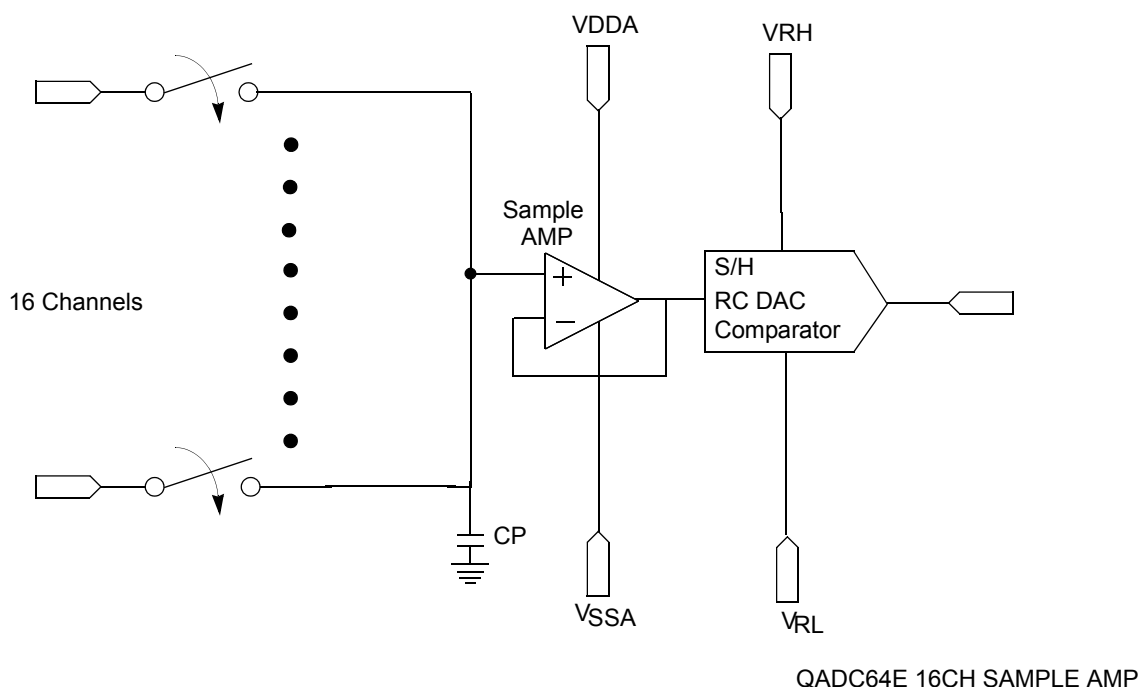 VDDA
VRH
Sample
AMP
+
−
S/H
RC DAC
Comparator
16 Channels
CP
VSSA
VRL
QADC64E 16CH SAMPLE AMP